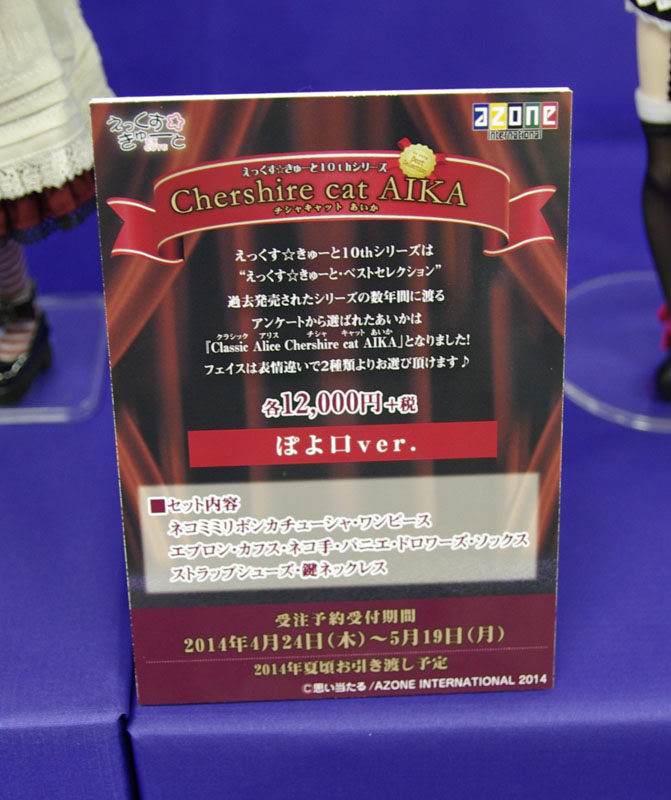 えっくす☆きゅーと
azone
international
えっくす☆きゅーと10thシリーズ
Chershire cat AIKA
チシャキャット あいか
えっくす☆きゅーと10thシリーズは
“えっくす☆きゅーと・ベストセレクション”
過去発売されたシリーズの数年間に渡る
アンケートから選ばれたあいかは
クラシック アリス チシャ キャット あいか
『Classic Alice Chershire cat AIKA』となりました!
フェイスは表情違いで2種類よりお選び頂けます♪
各12,000円+税
ぽよ口ver.
■セット内容
ネコミミリボンカチューシャ・ワンピース
エプロン・カフス・ネコ手・パニエ・ドロワーズ・ソックス
ストラップシューズ・鍵ネックレス
受注予約受付期間
2014年4月24日(木)~5月19日(月)
2014年夏頃お引き渡し予定
©思い当たる/AZONE INTERNATIONAL 2014